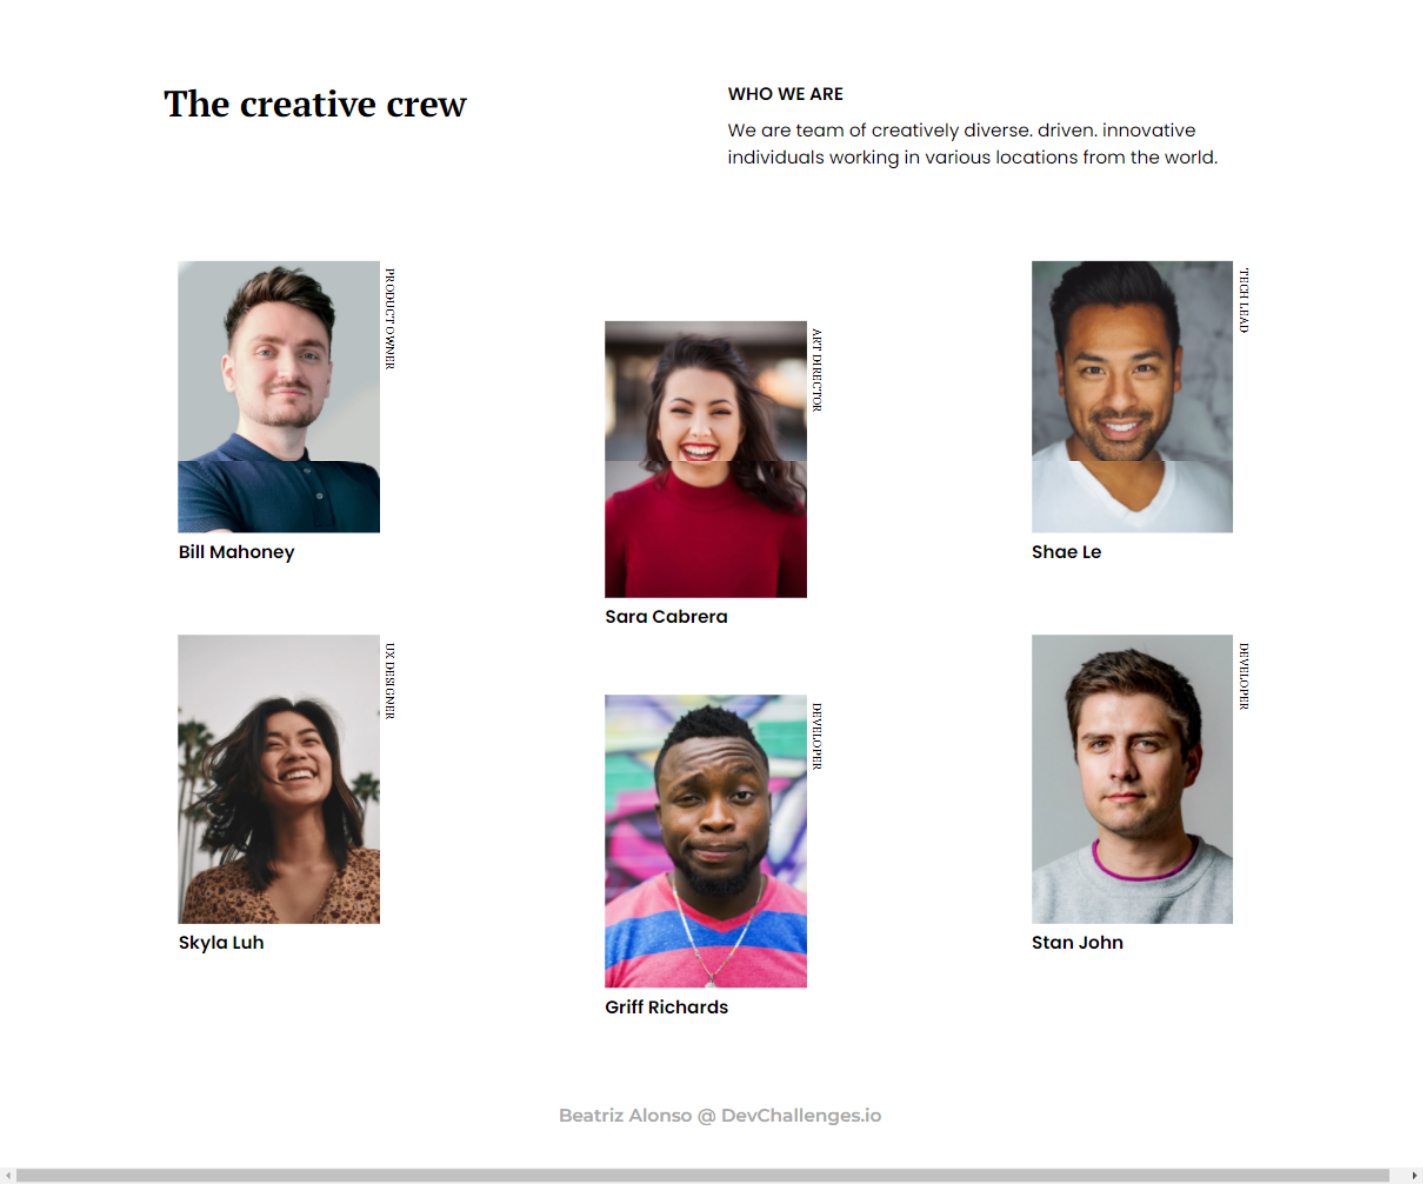 The creative crew
WHO WE ARE
We are team of creatively diverse. driven. innovative
individuals working in various locations from the world.
PRODUCT OWNER
Bill Mahoney
ART DIRECTOR
Sara Cabrera
TECH LEAD
Shae Le
UX DESIGNER
Skyla Luh
DEVELOPER
Griff Richards
DEVELOPER
Stan John
Beatriz Alonso @ DevChallenges.io